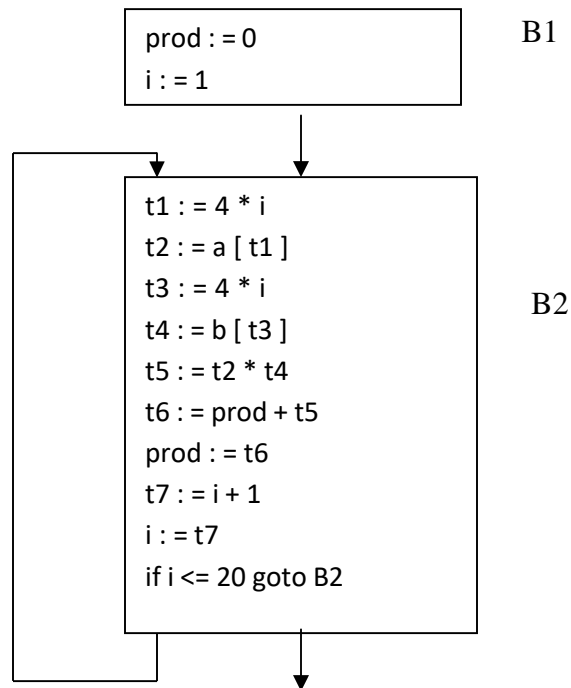 prod : = 0
B1
i : = 1
t1 : = 4 * i
t2 : = a [ t1 ]
t3 : = 4 * i
B2
t4 : = b [ t3 ]
t5 : = t2 * t4
t6 : = prod + t5
prod : = t6
t7 : = i + 1
i : = t7
if i <= 20 goto B2